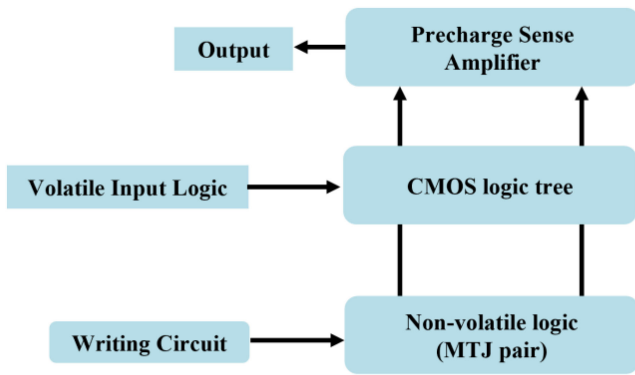 Output
Precharge Sense
Amplifier
Volatile Input Logic
CMOS logic tree
Writing Circuit
Non-volatile logic
(MTJ pair)